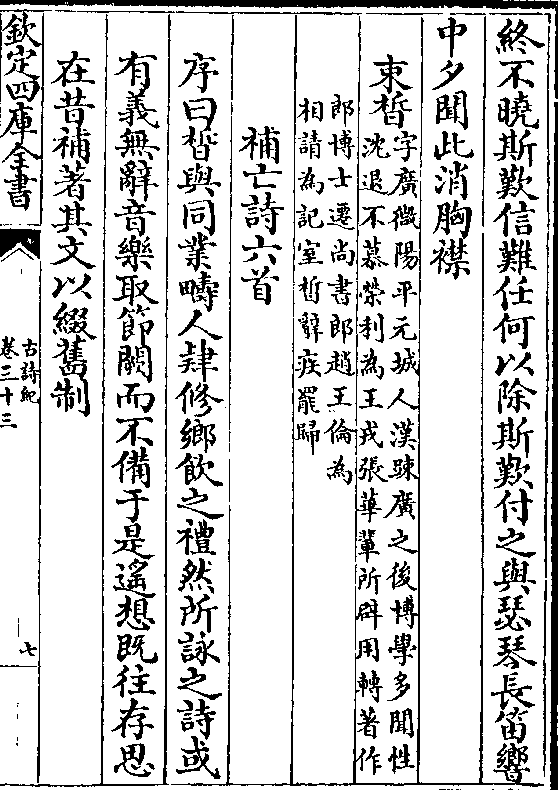 終不曉斯歎信難任何以除斯歎付之與瑟琴長笛響
中夕聞此消胸襟
束晳字廣微陽平元城人漢踈廣之後博學多聞性
沈退不慕榮利為王戎張華輩所辟用轉著作
郎博士遷尚書郎趙王倫為
相請為記室晳辭疾罷歸
補亡詩六首
序曰晳與同業疇人肄修鄉飲之禮然所詠之詩或
有義無辭音樂取節闕而不備于是遙想既往存思
在昔補著其文以綴舊制
欽定四庫全書
古詩紀
卷三十三
七